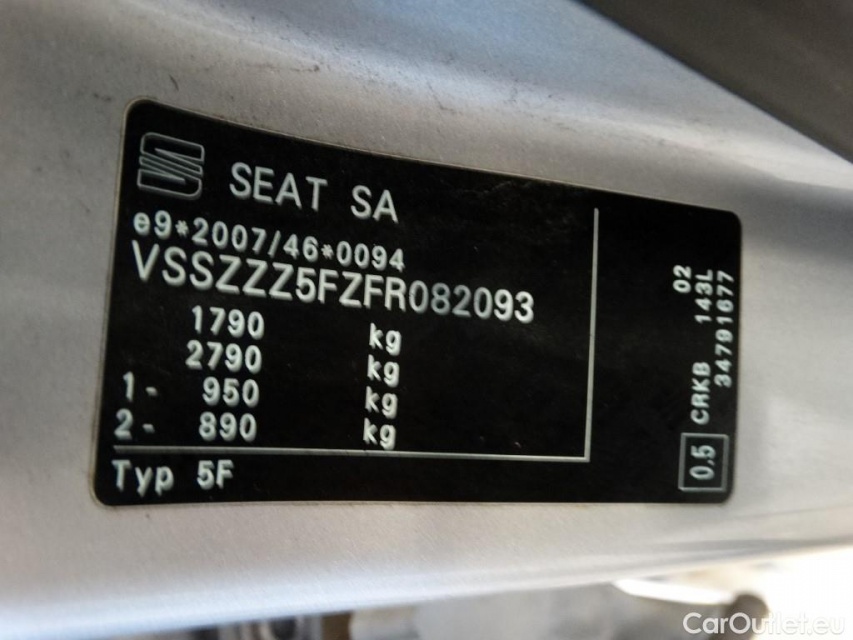 SEAT SA
e9*2007/46*0094
VSSZZZ5FZFR082093
1790 kg
2790 kg
1- 950 kg
2- 890 kg
Typ 5F
02
143L
CRKB 34791677
0.5
CarOutlet.eu